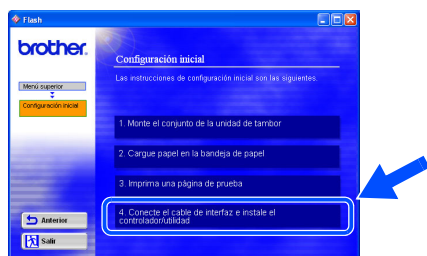 Flash
brother.
Configuración inicial
Las instrucciones de configuración inicial son las siguientes.
Menú superior
Configuración inicial
1. Monte el conjunto de la unidad de tambor
2. Cargue papel en la bandeja de papel
3. Imprima una página de prueba
4. Conecte el cable de interfaz e instale el
controlador/utilidad
Anterior
Salir